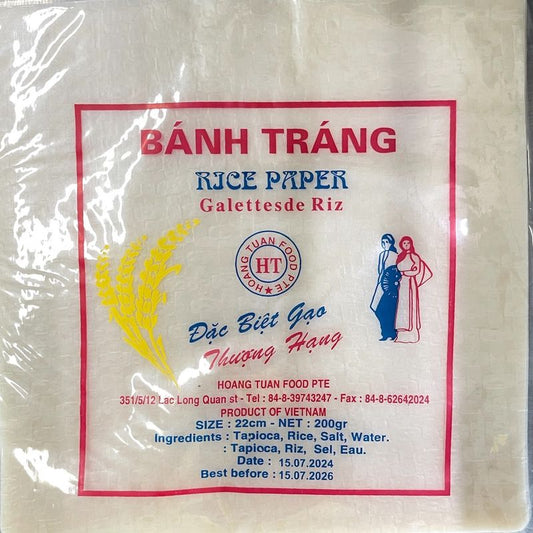 BÁNH TRÁNG
RICE PAPER
Galettesde Riz
HOANG TUAN FOOD PTE
HT
Đặc Biệt Gạo
Thượng Hạng
HOANG TUAN FOOD PTE
351/5/12 Lac Long Quan st - Tel : 84-8-39743247 - Fax : 84-8-62642024
PRODUCT OF VIETNAM
SIZE : 22cm - NET : 200gr
Ingredients : Tapioca, Rice, Salt, Water.
: Tapioca, Riz, Sel, Eau.
Date : 15.07.2024
Best before : 15.07.2026